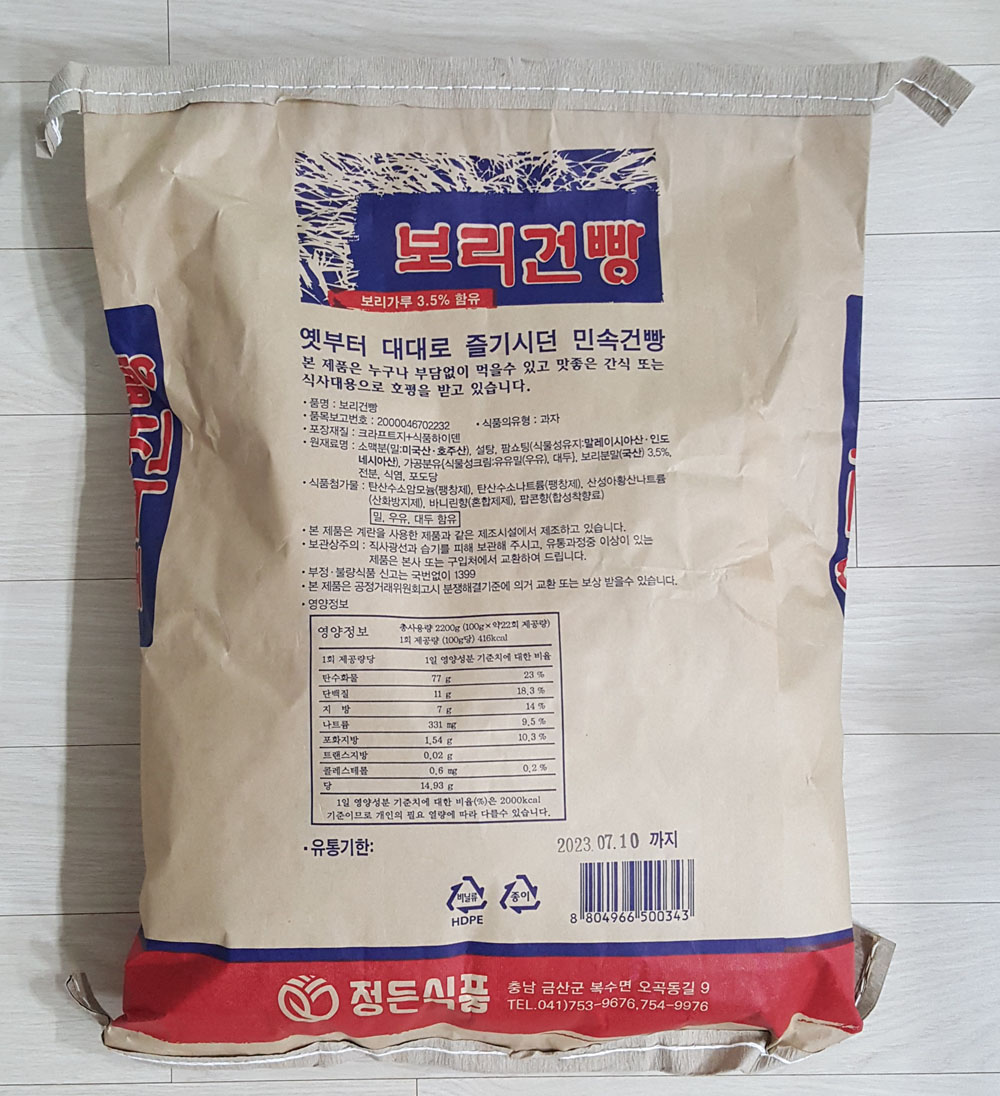 보리건빵
보리가루 3.5% 함유
옛부터 대대로 즐기시던 민속건빵
본 제품은 누구나 부담없이 먹을수 있고 맛좋은 간식 또는
식사대용으로 호평을 받고 있습니다.
• 품명 : 보리건빵
• 품목보고번호 : 2000046702232 • 식품의유형 : 과자
• 포장재질 : 크라프트지+식품하이덴
• 원재료명 : 소맥분(밀:미국산·호주산), 설탕, 팜쇼팅(식물성유지:말레이시아산·인도
네시아산), 가공분유(식물성크림:유유밀(우유), 대두), 보리분말(국산) 3.5%,
전분, 식염, 포도당
• 식품첨가물 : 탄산수소암모늄(팽창제), 탄산수소나트륨(팽창제), 산성아황산나트륨
(산화방지제), 바니린향(혼합제제), 팝콘향(합성착향료)
밀, 우유, 대두 함유
• 본 제품은 계란을 사용한 제품과 같은 제조시설에서 제조하고 있습니다.
• 보관상주의 : 직사광선과 습기를 피해 보관해 주시고, 유통과정중 이상이 있는
제품은 본사 또는 구입처에서 교환하여 드립니다.
• 부정·불량식품 신고는 국번없이 1399
• 본 제품은 공정거래위원회고시 분쟁해결기준에 의거 교환 또는 보상 받을수 있습니다.
• 영양정보
영양정보 총사용량 2200g (100g×약22회 제공량)
1회 제공량 (100g당) 416kcal
1회 제공량당 1일 영양성분 기준치에 대한 비율
탄수화물 77 g 23 %
단백질 11 g 18.3 %
지 방 7 g 14 %
나트륨 331 mg 9.5 %
포화지방 1.54 g 10.3 %
트랜스지방 0.02 g
콜레스테롤 0.6 mg 0.2 %
당 14.93 g
1일 영양성분 기준치에 대한 비율(%)은 2000kcal
기준이므로 개인의 필요 열량에 따라 다를수 있습니다.
• 유통기한: 2023.07.10 까지
비닐류 종이
HDPE
8 804966 500343
정든식품 충남 금산군 복수면 오곡동길 9
TEL.041)753-9676,754-9976